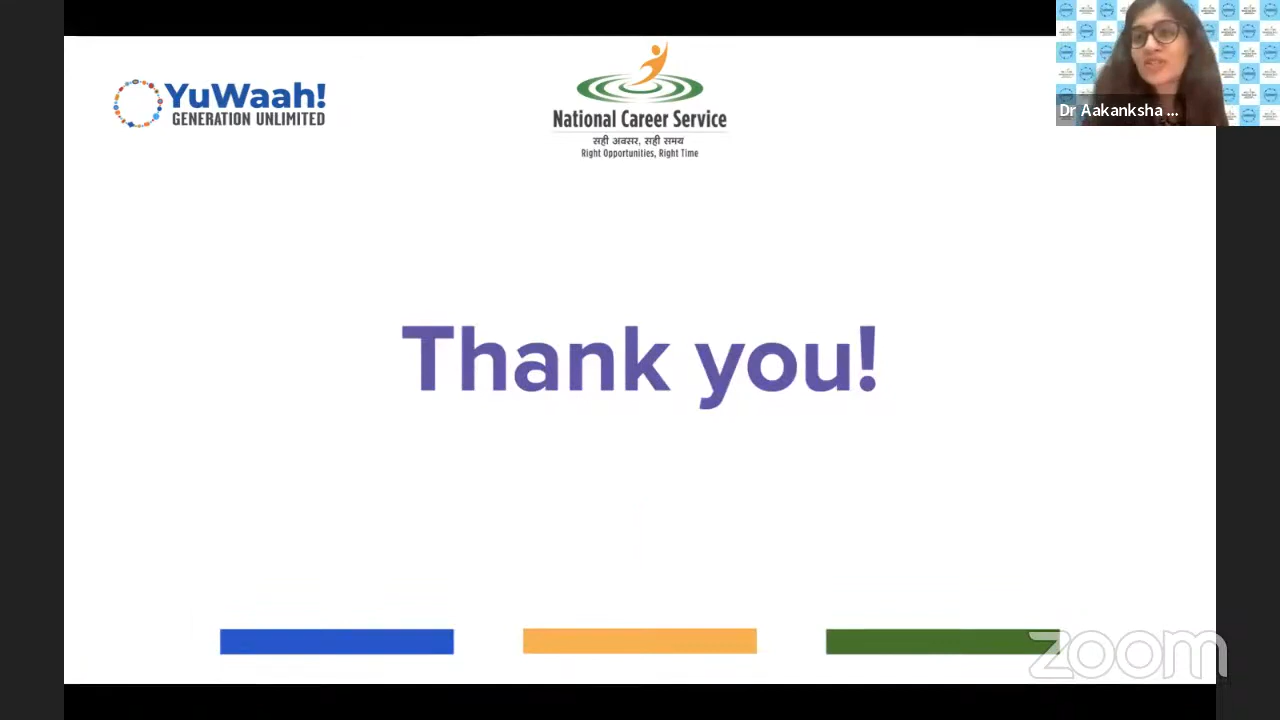 YuWaah!
GENERATION UNLIMITED
National Career Service
सही अवसर, सही समय
Right Opportunities, Right Time
Dr Aakanksha ...
Thank you!
zoom